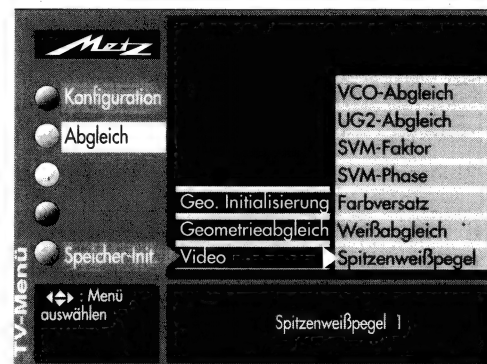 Metz
Konfiguration
Abgleich
Speicher-Init.
TV-Menü
Geo. Initialisierung
Geometrieabgleich
Video
VCO-Abgleich
UG2-Abgleich
SVM-Faktor
SVM-Phase
Farbversatz
Weißabgleich
Spitzenweißpegel
: Menü
auswählen
Spitzenweißpegel 1